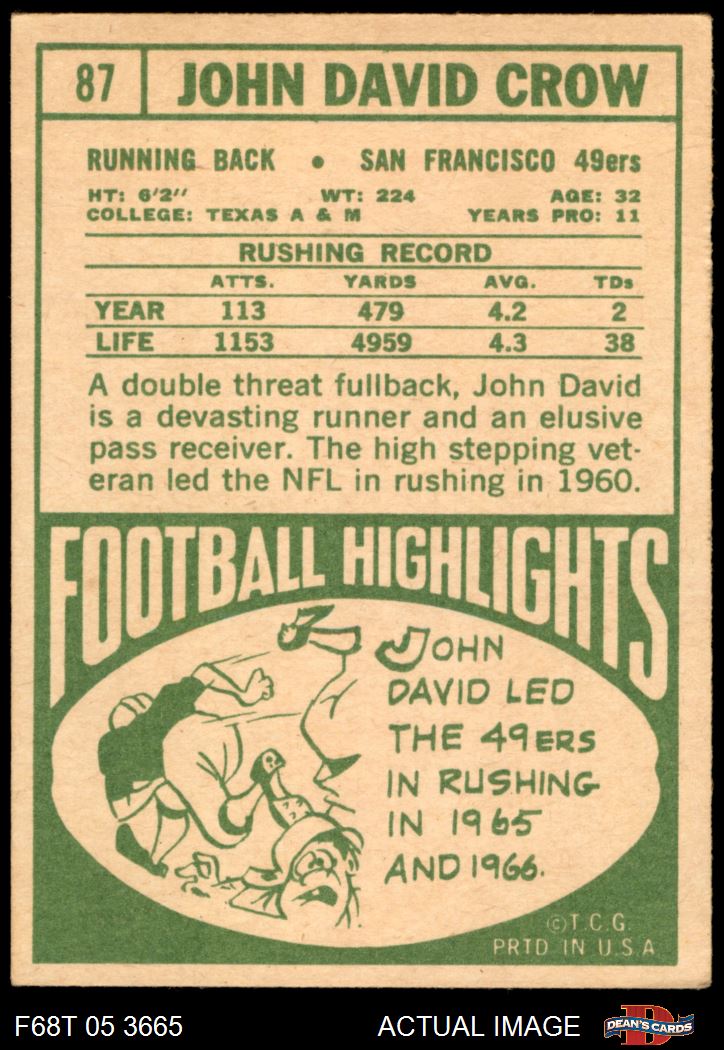 87 JOHN DAVID CROW
RUNNING BACK • SAN FRANCISCO 49ers
HT: 6'2" WT: 224 AGE: 32
COLLEGE: TEXAS A & M YEARS PRO: 11
RUSHING RECORD
ATTS. YARDS AVG. TDs
YEAR 113 479 4.2 2
LIFE 1153 4959 4.3 38
A double threat fullback, John David
is a devasting runner and an elusive
pass receiver. The high stepping vet-
eran led the NFL in rushing in 1960.
FOOTBALL HIGHLIGHTS
JOHN
DAVID LED
THE 49ERS
IN RUSHING
IN 1965
AND 1966.
©T.C.G.
PRTD IN U.S.A
F68T 05 3665 ACTUAL IMAGE D DEAN'S CARDS